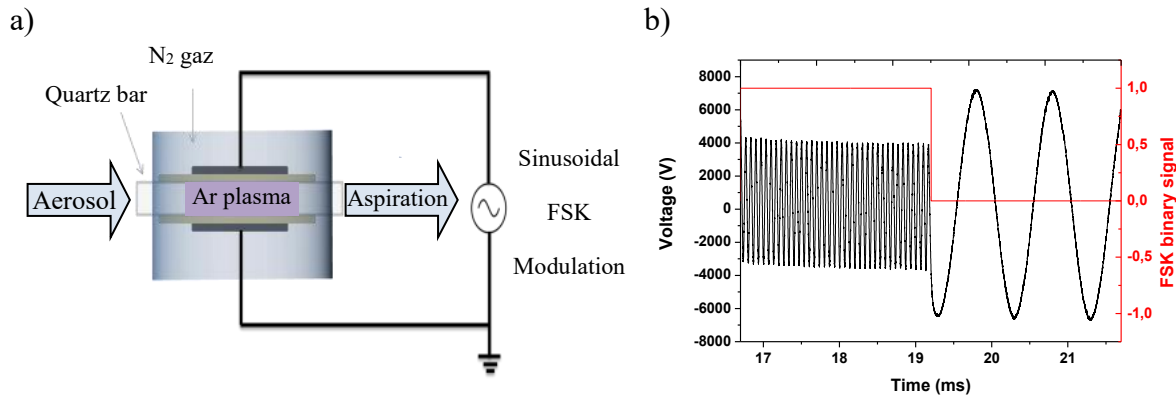 a)
N₂ gaz
Quartz bar
Aerosol
Ar plasma
Aspiration
Sinusoidal
FSK
Modulation
b)
8000
6000
4000
2000
0
-2000
-4000
-6000
-8000
Voltage (V)
17
18
19
20
21
Time (ms)
1,0
0,5
0,0
-0,5
-1,0
FSK binary signal